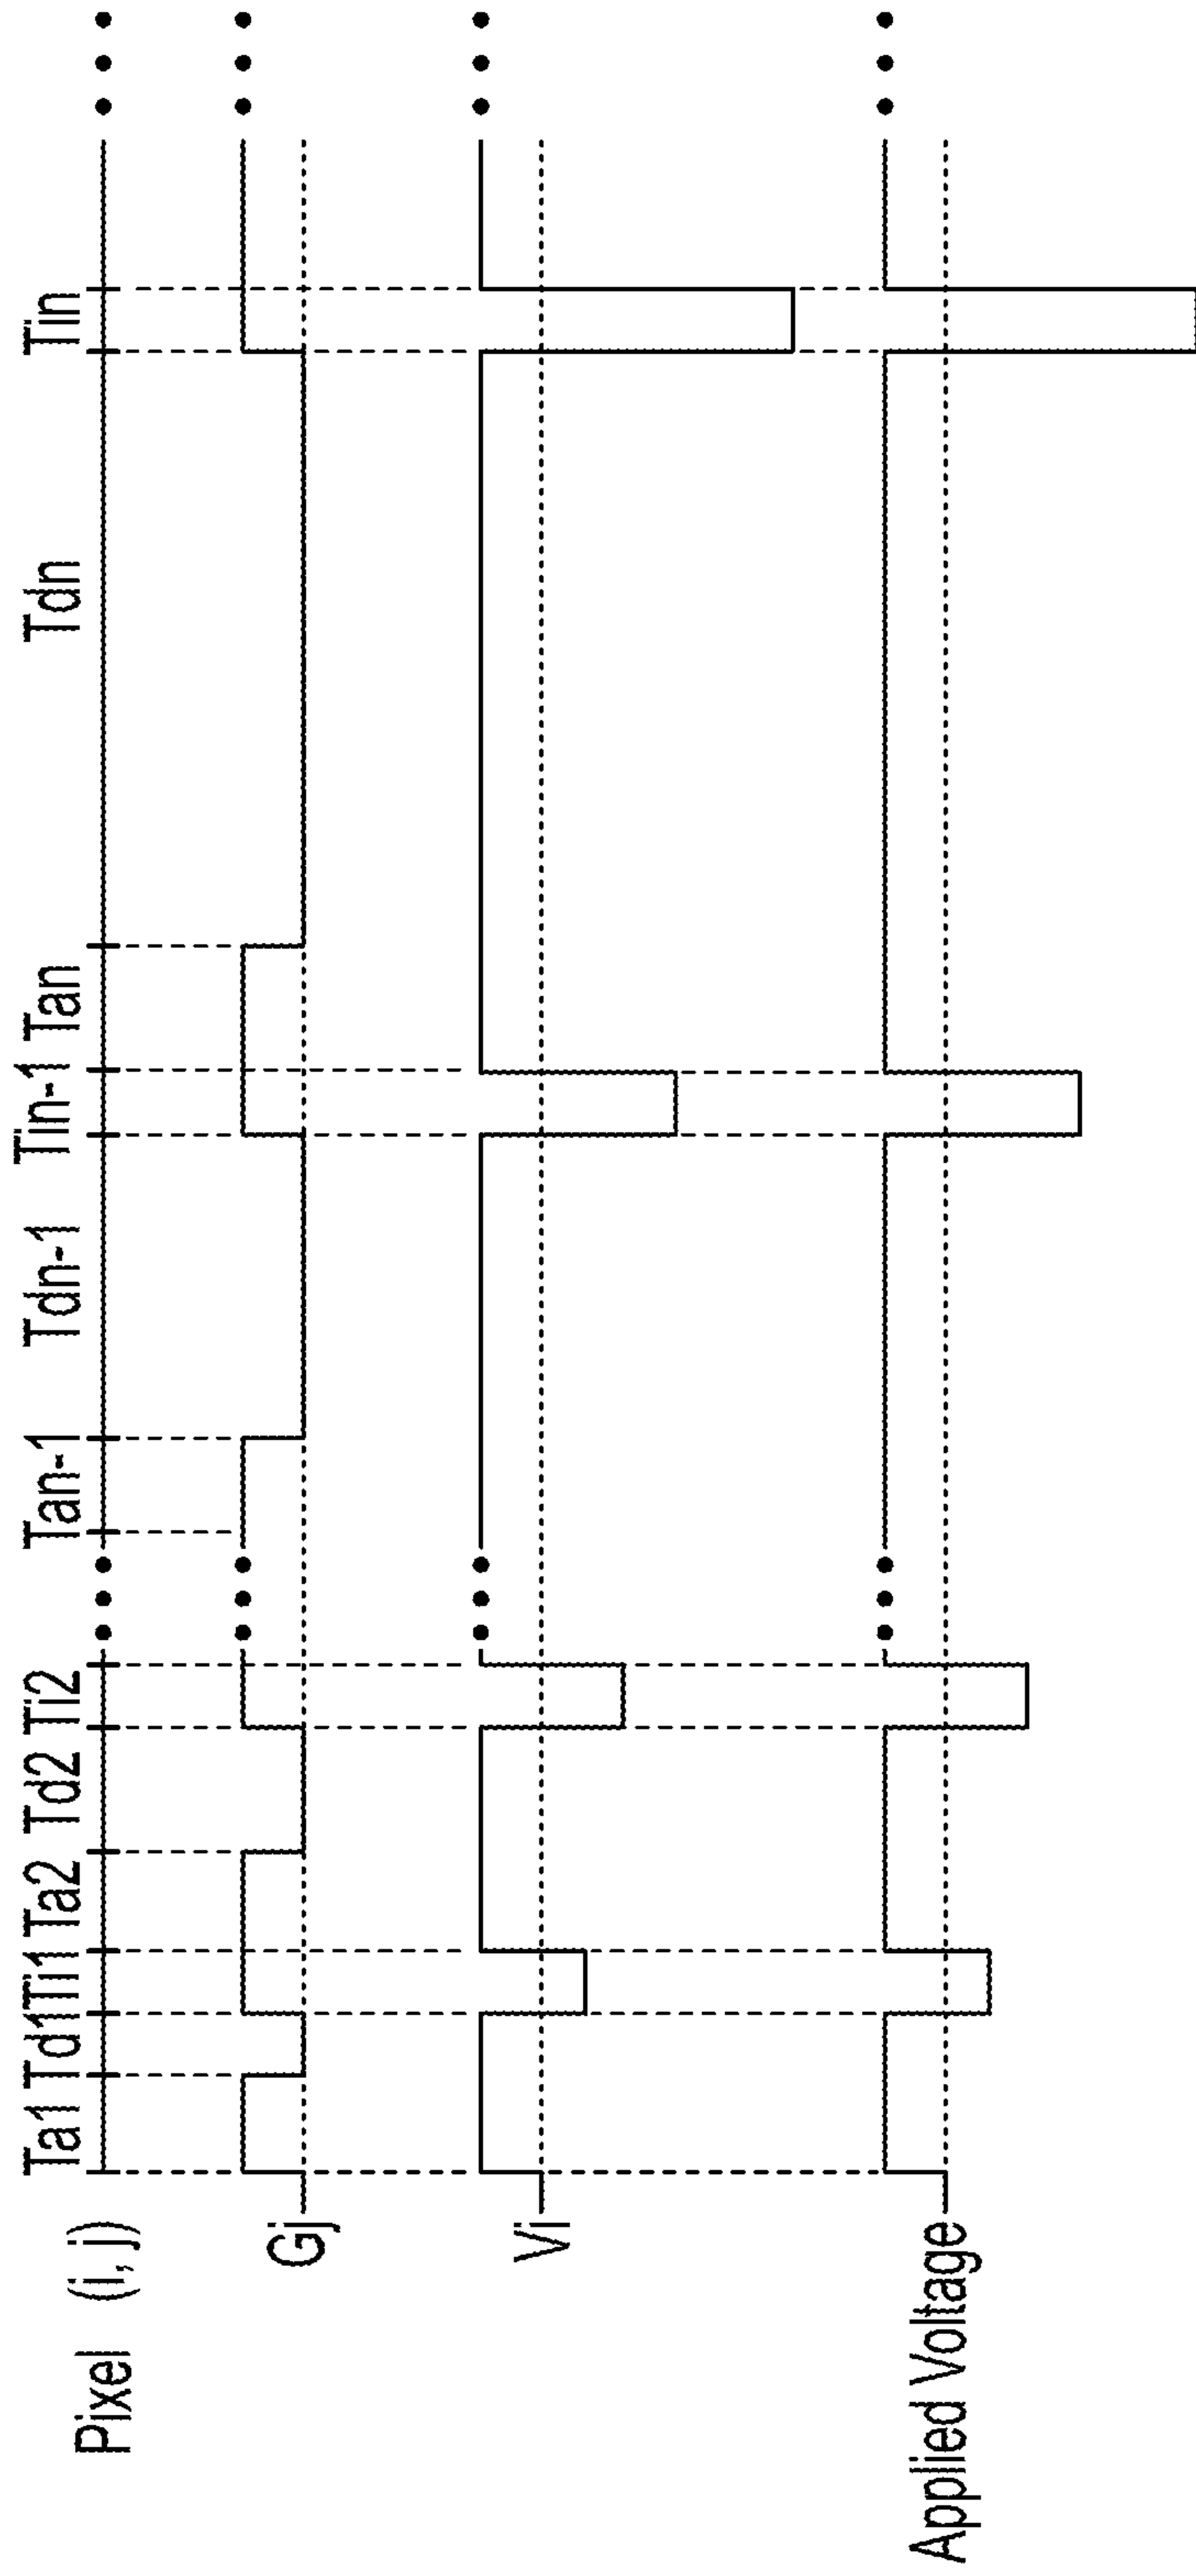 Pixel (i, j) Ta1 Td1 Ti1 Ta2 Td2 Ti2 Tan-1 Tdn-1 Tin-1 Tan Tdn Tin
Gj
Vi
Applied Voltage